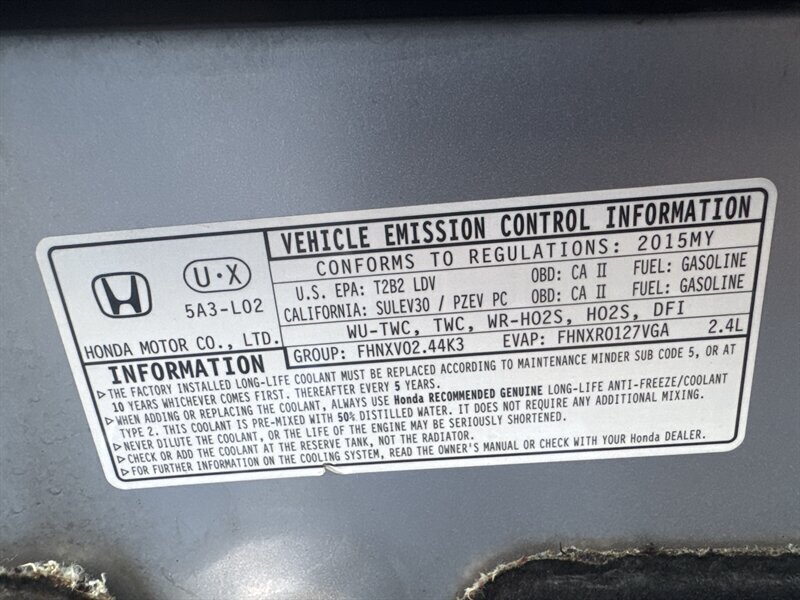 VEHICLE EMISSION CONTROL INFORMATION
CONFORMS TO REGULATIONS: 2015MY
U.S. EPA: T2B2 LDV OBD: CA II FUEL: GASOLINE
CALIFORNIA: SULEV30 / PZEV PC OBD: CA II FUEL: GASOLINE
WU-TWC, TWC, WR-HO2S, HO2S, DFI
GROUP: FHNXV02.44K3 EVAP: FHNXR0127VGA 2.4L
U·X
5A3-L02
HONDA MOTOR CO., LTD.
INFORMATION
▷THE FACTORY INSTALLED LONG-LIFE COOLANT MUST BE REPLACED ACCORDING TO MAINTENANCE MINDER SUB CODE 5, OR AT
10 YEARS WHICHEVER COMES FIRST. THEREAFTER EVERY 5 YEARS.
▷WHEN ADDING OR REPLACING THE COOLANT, ALWAYS USE Honda RECOMMENDED GENUINE LONG-LIFE ANTI-FREEZE/COOLANT
TYPE 2. THIS COOLANT IS PRE-MIXED WITH 50% DISTILLED WATER. IT DOES NOT REQUIRE ANY ADDITIONAL MIXING.
▷NEVER DILUTE THE COOLANT, OR THE LIFE OF THE ENGINE MAY BE SERIOUSLY SHORTENED.
▷CHECK OR ADD THE COOLANT AT THE RESERVE TANK, NOT THE RADIATOR.
▷FOR FURTHER INFORMATION ON THE COOLING SYSTEM, READ THE OWNER'S MANUAL OR CHECK WITH YOUR Honda DEALER.